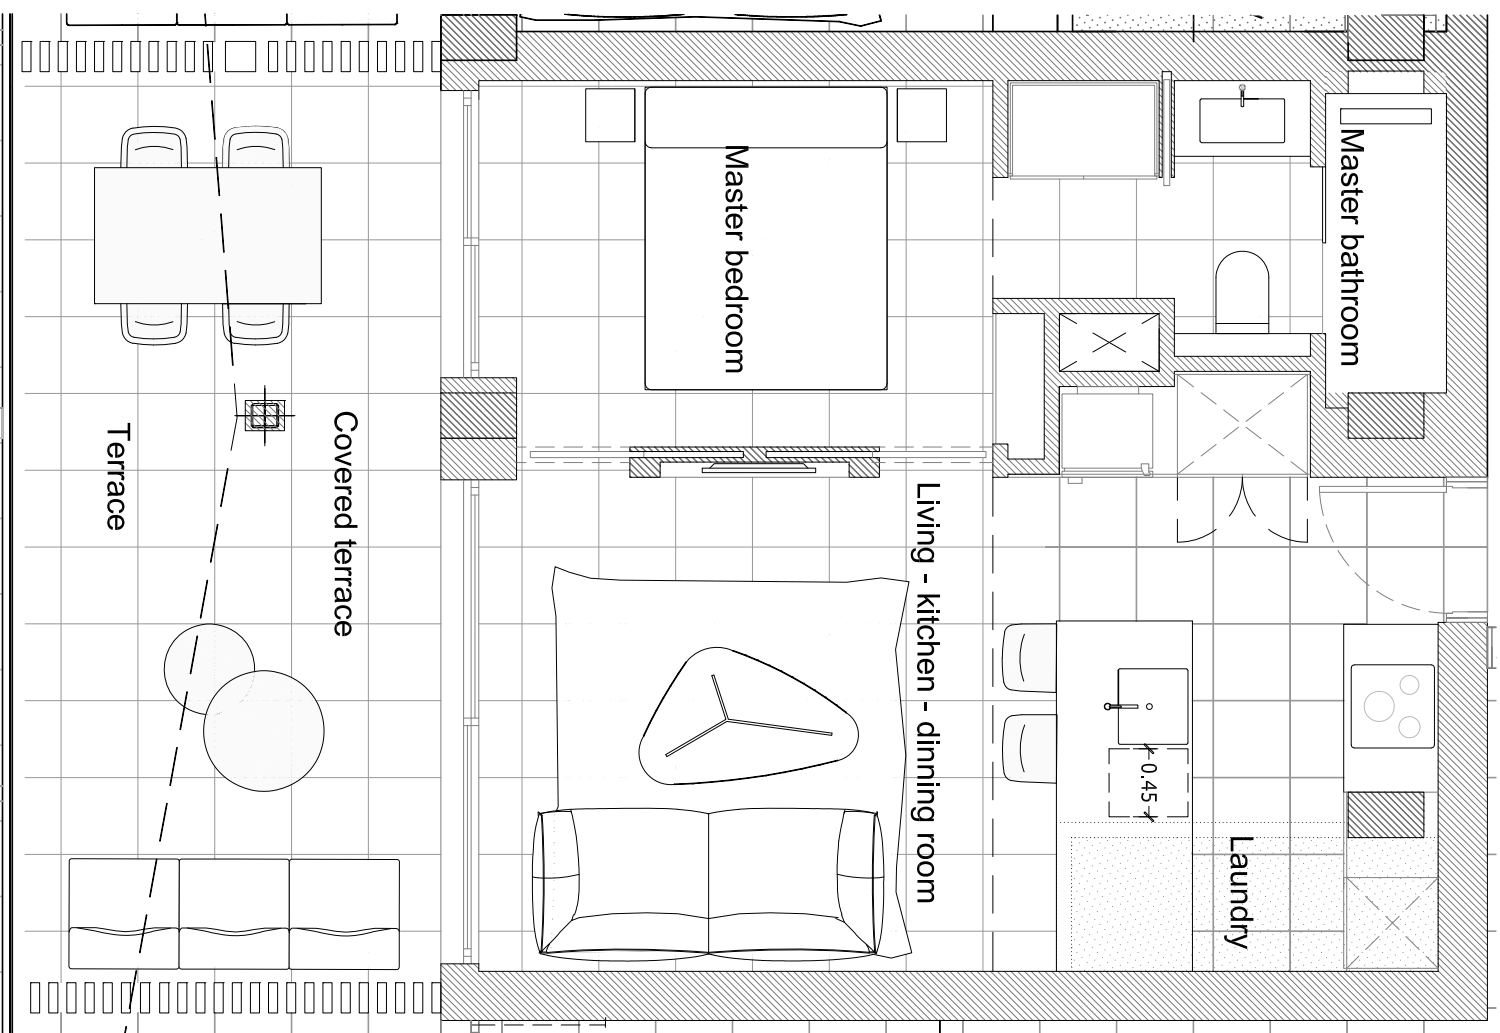 Master bathroom
Master bedroom
Covered terrace
Terrace
Living - kitchen - dinning room
0.45
Laundry